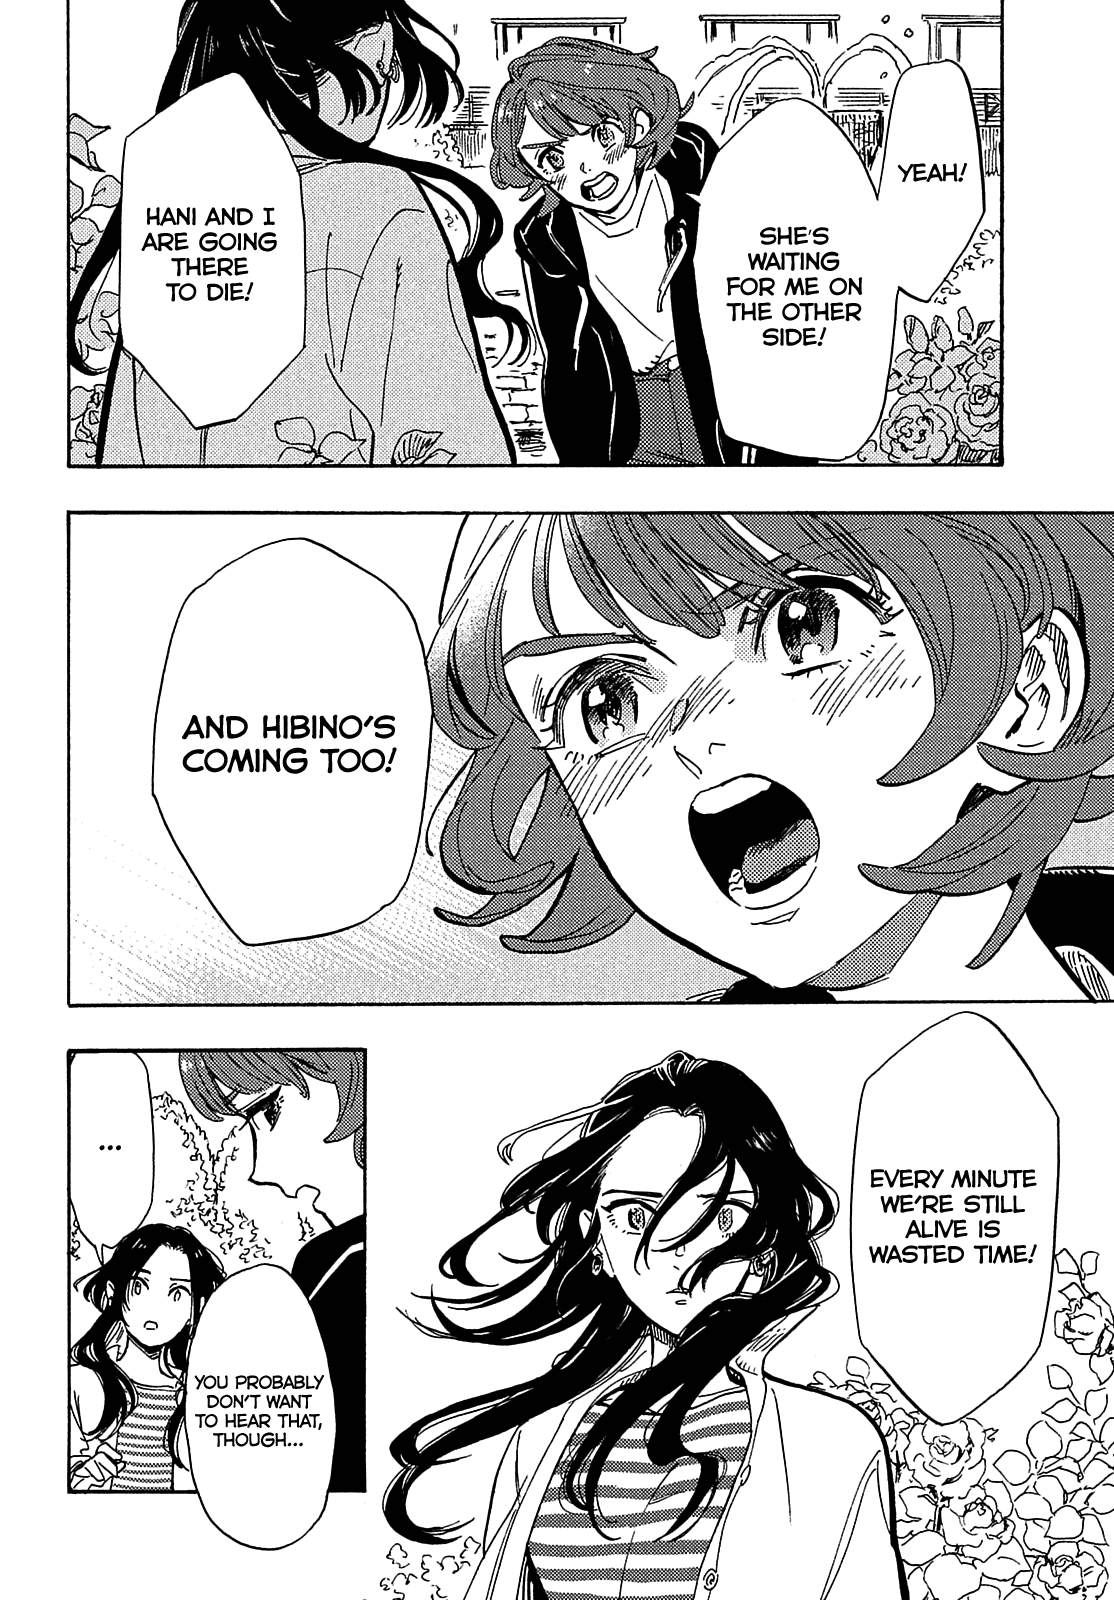 YEAH!
SHE'S
WAITING
FOR ME ON
THE OTHER
SIDE!
HANI AND I
ARE GOING
THERE
TO DIE!
AND HIBINO'S
COMING TOO!
EVERY MINUTE
WE'RE STILL
ALIVE IS
WASTED TIME!
...
YOU PROBABLY
DON'T WANT
TO HEAR THAT,
THOUGH...